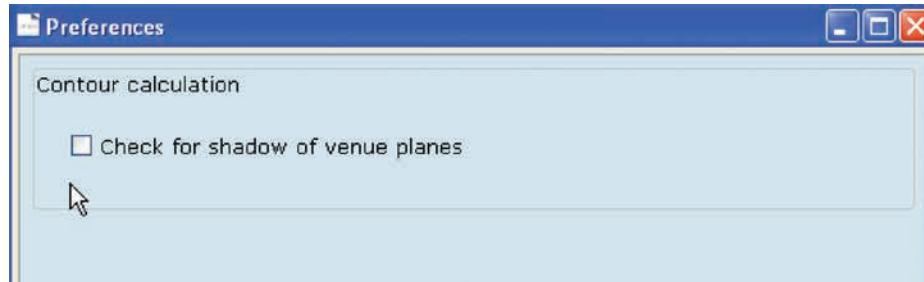 Preferences
Contour calculation
Check for shadow of venue planes